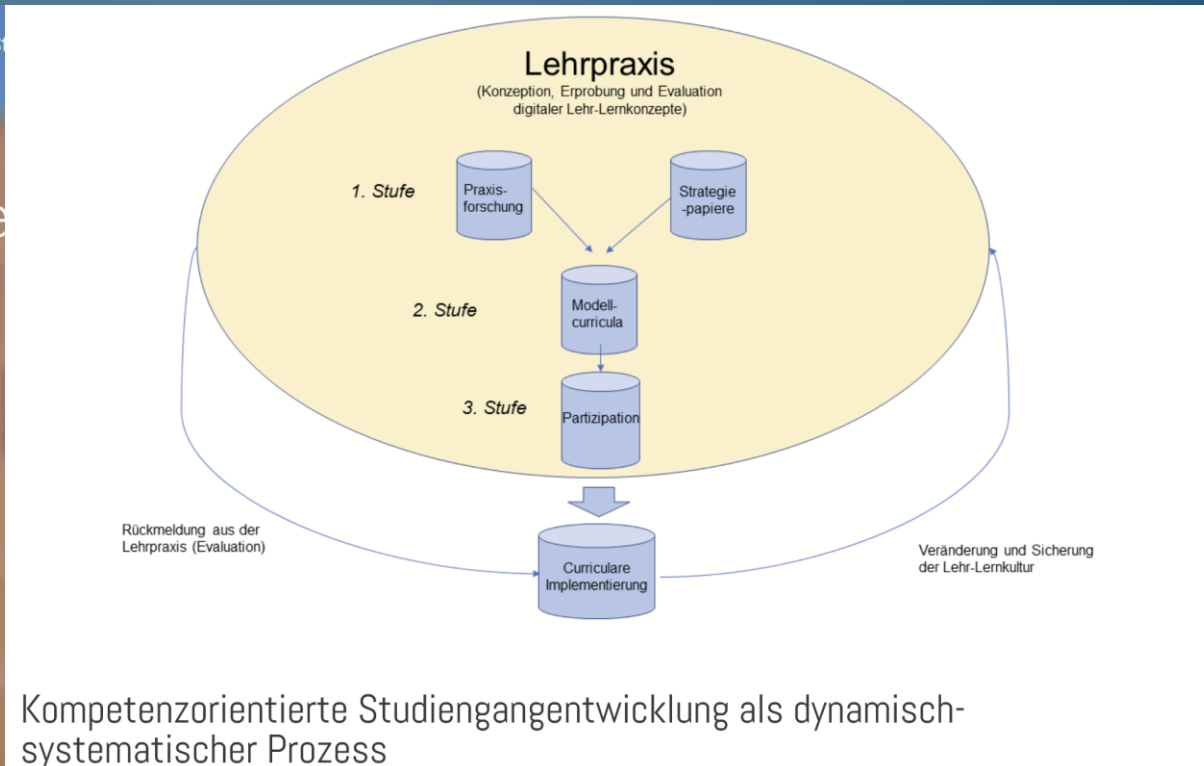 Lehrpraxis
(Konzeption, Erprobung und Evaluation
digitaler Lehr-Lernkonzepte)
1. Stufe
Praxis-
forschung
Strategie
-papiere
2. Stufe
Modell-
curricula
3. Stufe
Partizipation
Rückmeldung aus der
Lehrpraxis (Evaluation)
Curriculare
Implementierung
Veränderung und Sicherung
der Lehr-Lernkultur
Kompetenzorientierte Studiengangentwicklung als dynamisch-
systematischer Prozess